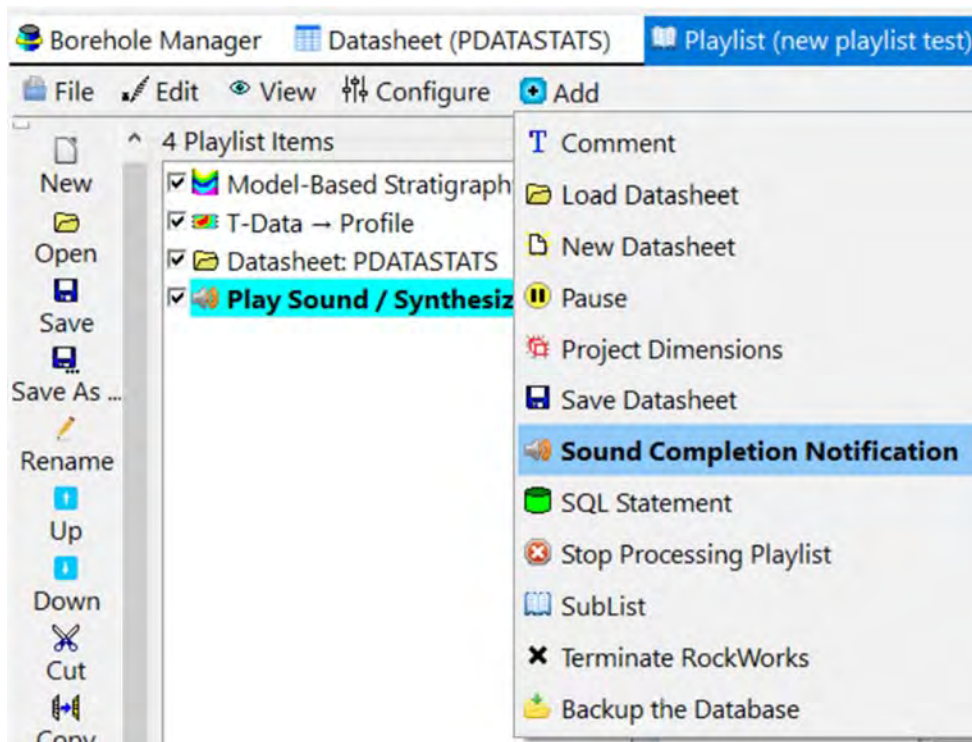 Borehole Manager Datasheet (PDATASTATS) Playlist (new playlist test)
File Edit View Configure Add
4 Playlist Items
New
Open
Save
Save As ...
Rename
Up
Down
Cut
Copy
Model-Based Stratigraph
T-Data → Profile
Datasheet: PDATASTATS
Play Sound / Synthesiz
T Comment
Load Datasheet
New Datasheet
Pause
Project Dimensions
Save Datasheet
Sound Completion Notification
SQL Statement
Stop Processing Playlist
SubList
Terminate RockWorks
Backup the Database